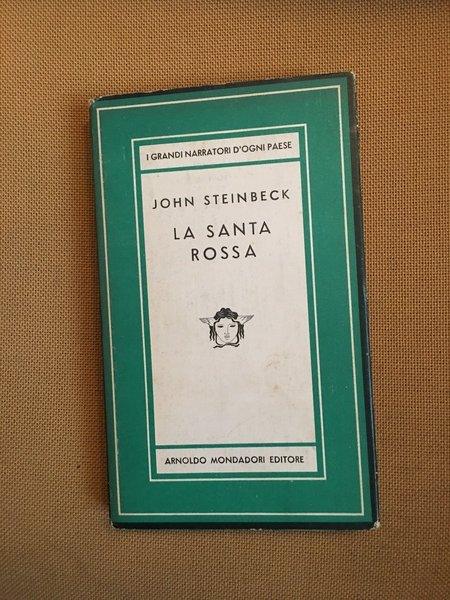 I GRANDI NARRATORI D'OGNI PAESE
JOHN STEINBECK
LA SANTA
ROSSA
ARNOLDO MONDADORI EDITORE